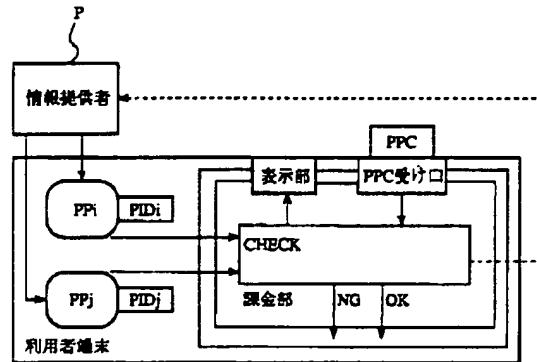 P
情報提供者
PPC
表示部
PPC受け口
PPi
PIDi
CHECK
PPj
PIDj
課金部
NG
OK
利用者端末